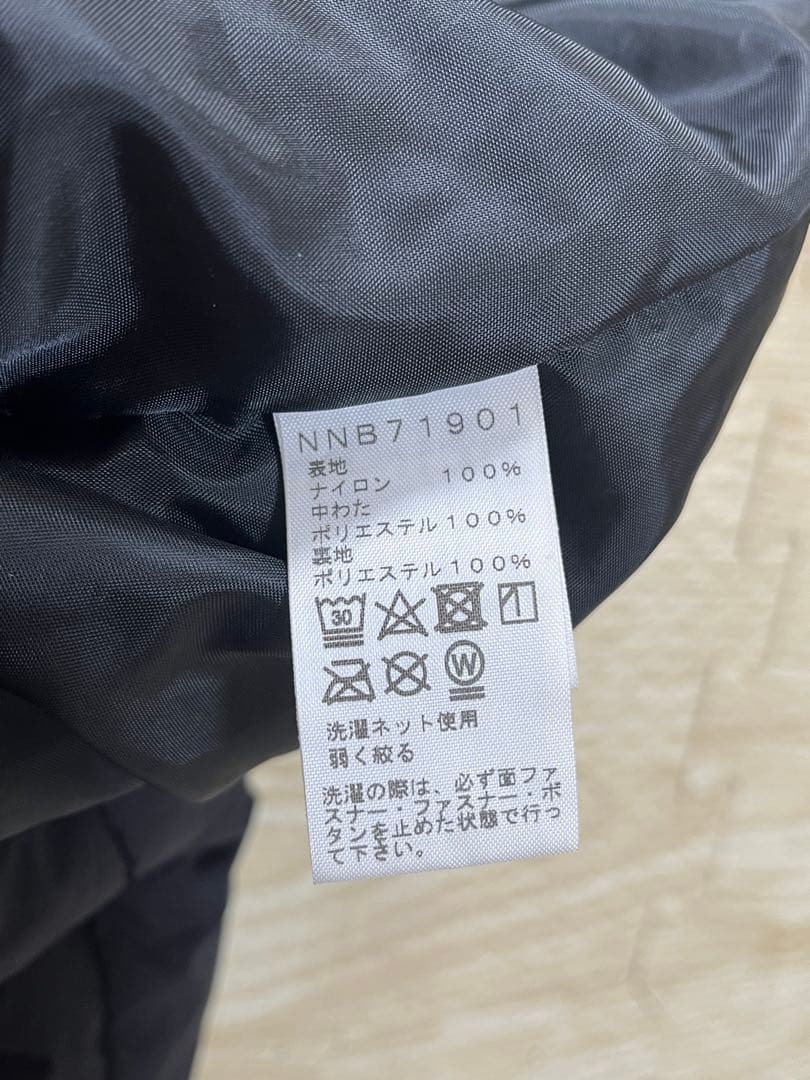 NNB71901
表地
ナイロン 100%
中わた
ポリエステル100%
裏地
ポリエステル100%
30
W
洗濯ネット使用
弱く絞る
洗濯の際は、必ず面ファ
スナー・ファスナー・ボ
タンを止めた状態で行っ
て下さい。